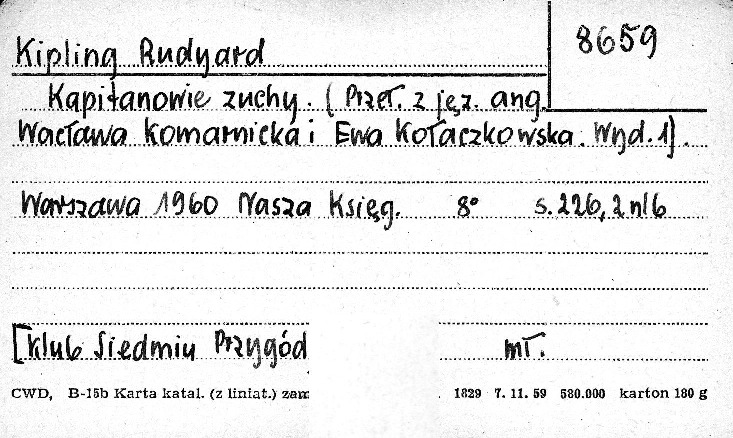 Kipling Rudyard
8659
Kapitanowie zuchy. (Przeł. z jęz. ang.
Wacława Komarnicka i Ewa Kołaczkowska. Wyd. 1].
Warszawa 1960 Nasza Księg. 8° s. 226, 2 nlb
[Klub Siedmiu Przygód mł.
CWD, B-15b Karta katal. (z liniat.) zam
1829 7. 11. 59 580.000 karton 180 g